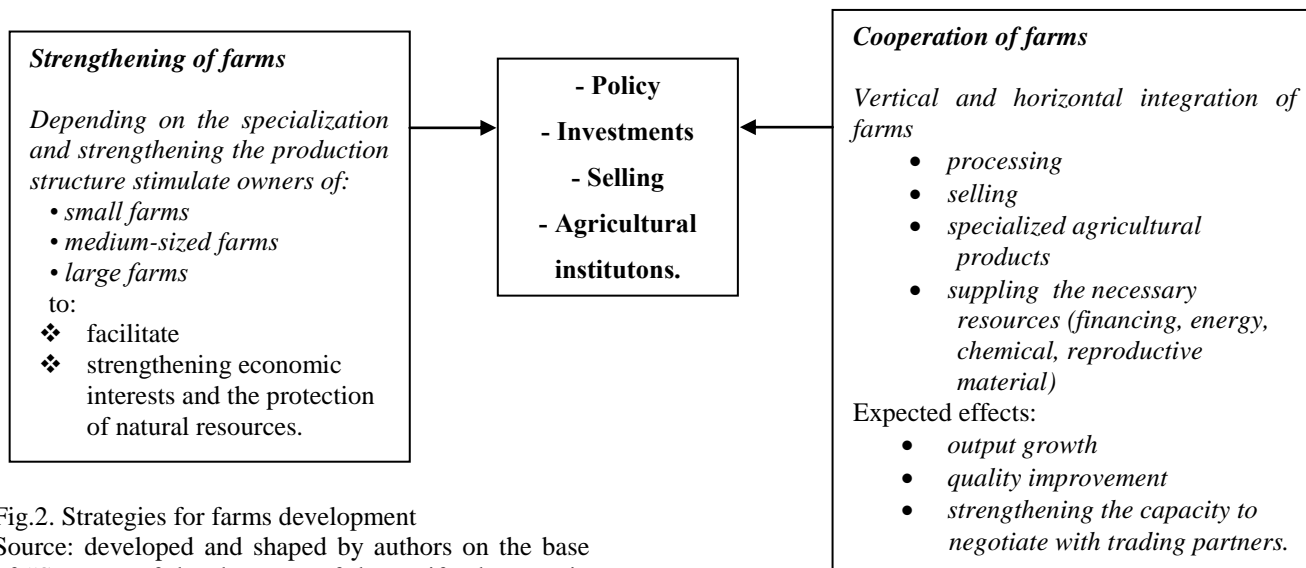 Strengthening of farms
Depending on the specialization
and strengthening the production
structure stimulate owners of:
• small farms
• medium-sized farms
• large farms
to:
❖ facilitate
❖ strengthening economic
interests and the protection
of natural resources.
- Policy
- Investments
- Selling
- Agricultural
institutons.
Cooperation of farms
Vertical and horizontal integration of
farms
• processing
• selling
• specialized agricultural
products
• suppling the necessary
resources (financing, energy,
chemical, reproductive
material)
Expected effects:
• output growth
• quality improvement
• strengthening the capacity to
negotiate with trading partners.
Fig.2. Strategies for farms development
Source: developed and shaped by authors on the base